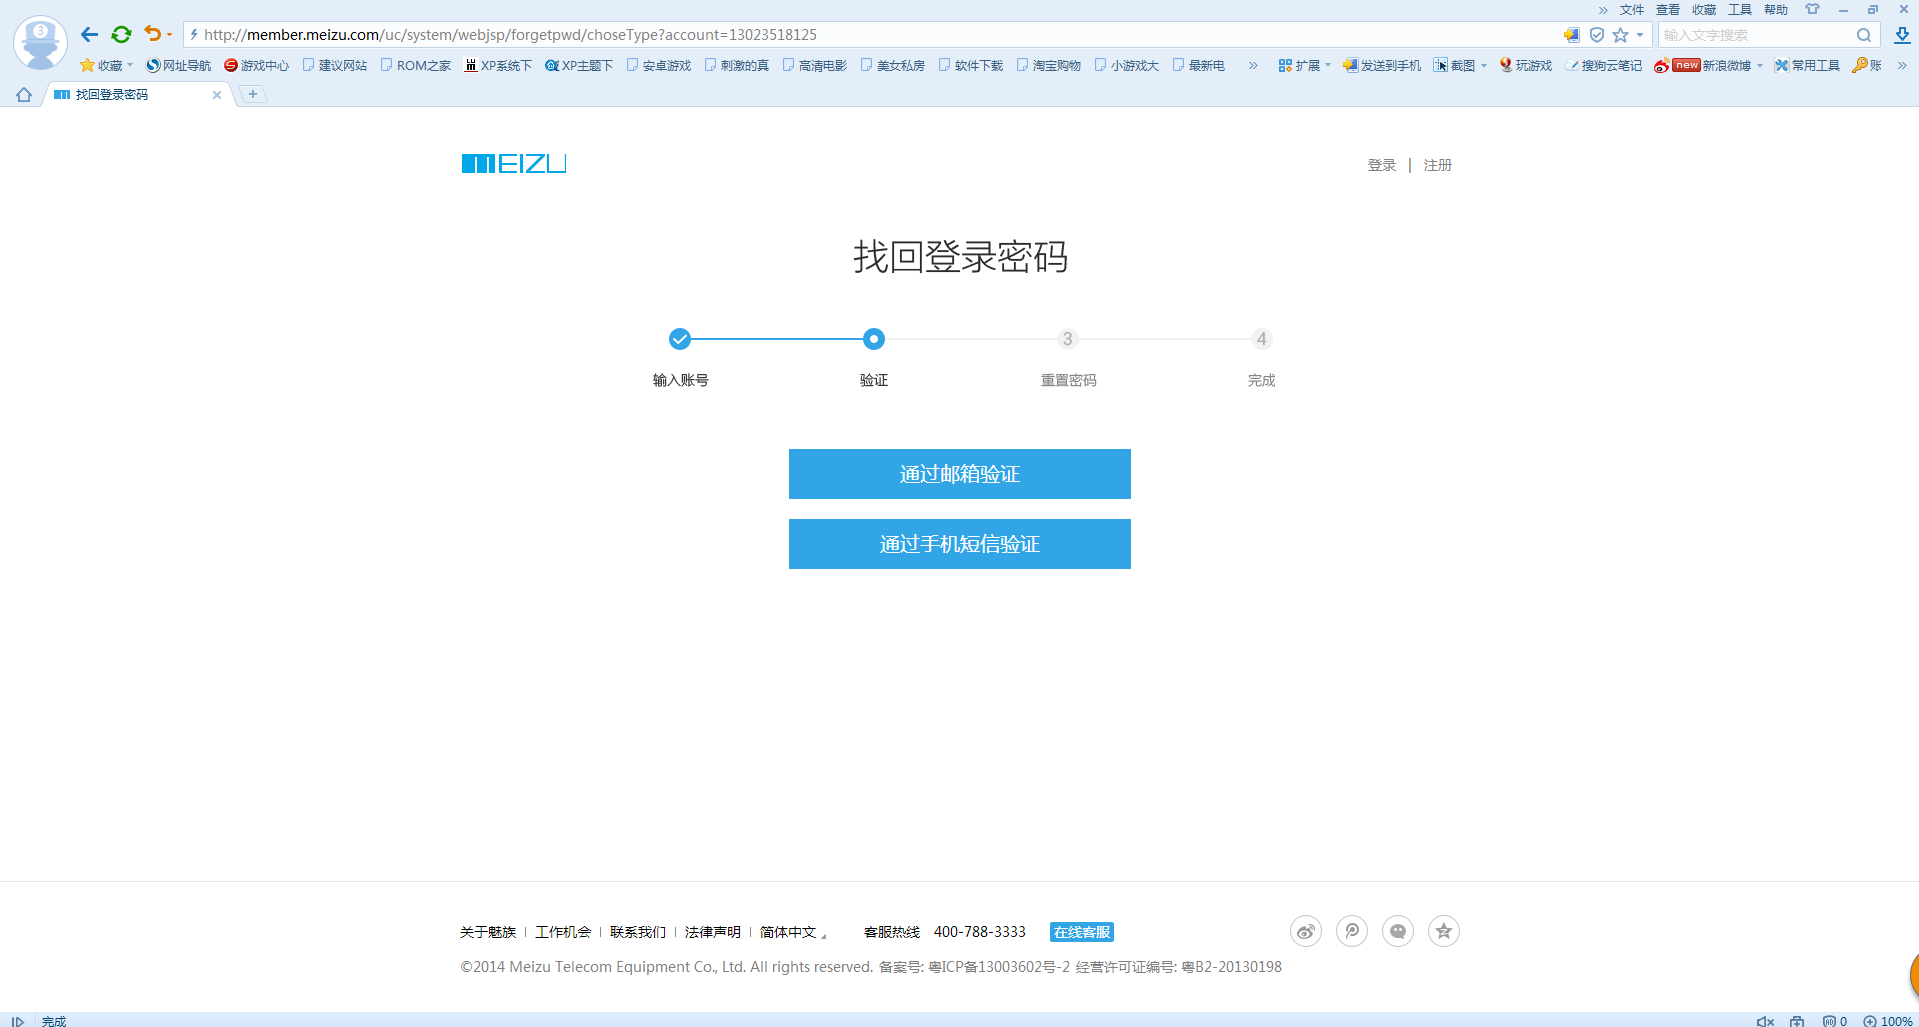 文件 查看 收藏 工具 帮助
http://member.meizu.com/uc/system/webjsp/forgetpwd/choseType?account=13023518125 输入文字搜索
收藏 网址导航 游戏中心 建议网站 ROM之家 XP系统下 XP主题下 安卓游戏 刺激的真 高清电影 美女私房 软件下载 淘宝购物 小游戏大 最新电 扩展 发送到手机 截图 玩游戏 搜狗云笔记 new 新浪微博 常用工具 账
找回登录密码
MEIZU
登录 | 注册
找回登录密码
3 4
输入账号 验证 重置密码 完成
通过邮箱验证
通过手机短信验证
关于魅族 | 工作机会 | 联系我们 | 法律声明 | 简体中文 客服热线 400-788-3333 在线客服
©2014 Meizu Telecom Equipment Co., Ltd. All rights reserved. 备案号: 粤ICP备13003602号-2 经营许可证编号: 粤B2-20130198
完成 0 100%